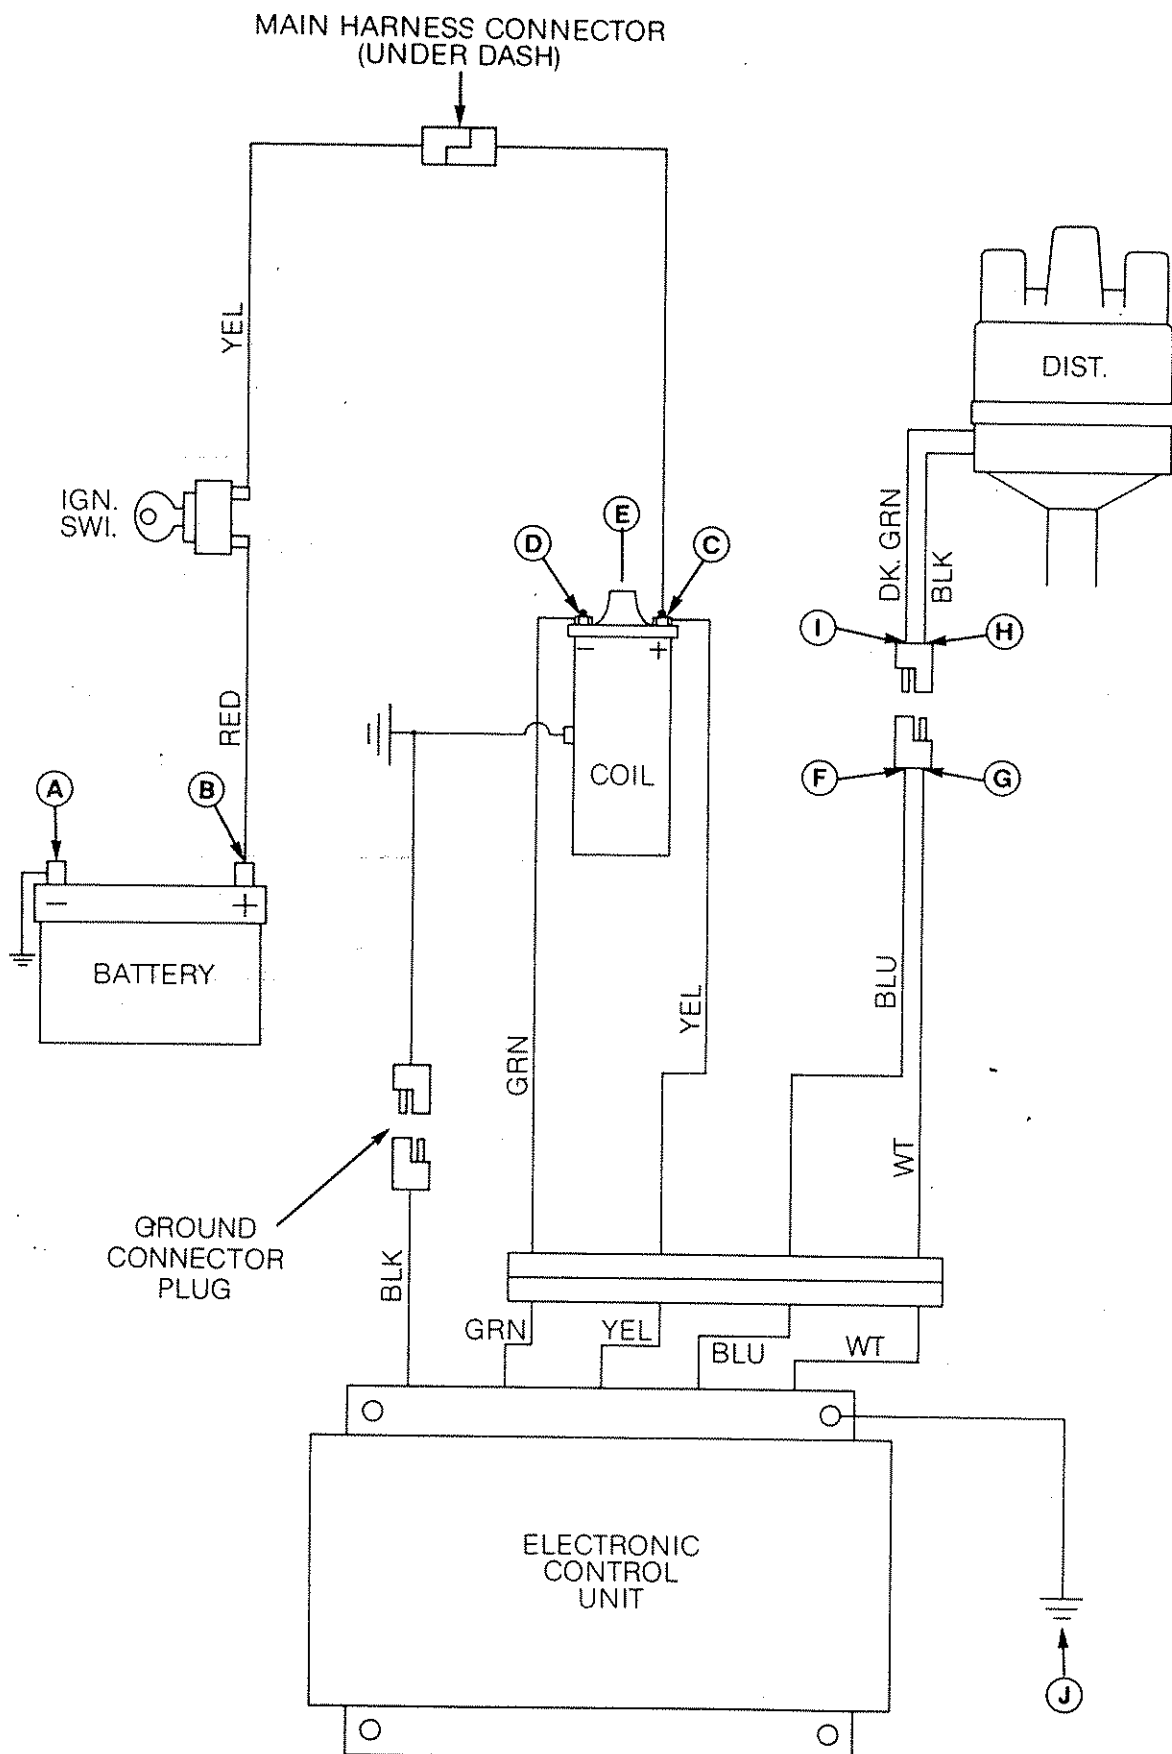 MAIN HARNESS CONNECTOR
(UNDER DASH)
YEL
DIST.
IGN.
SWI.
E
D
C
DK. GRN
BLK
I
H
RED
- +
COIL
A
B
F
G
- +
BATTERY
BLU
YEL
GRN
WT
GROUND
CONNECTOR
PLUG
BLK
GRN
YEL
BLU
WT
ELECTRONIC
CONTROL
UNIT
J